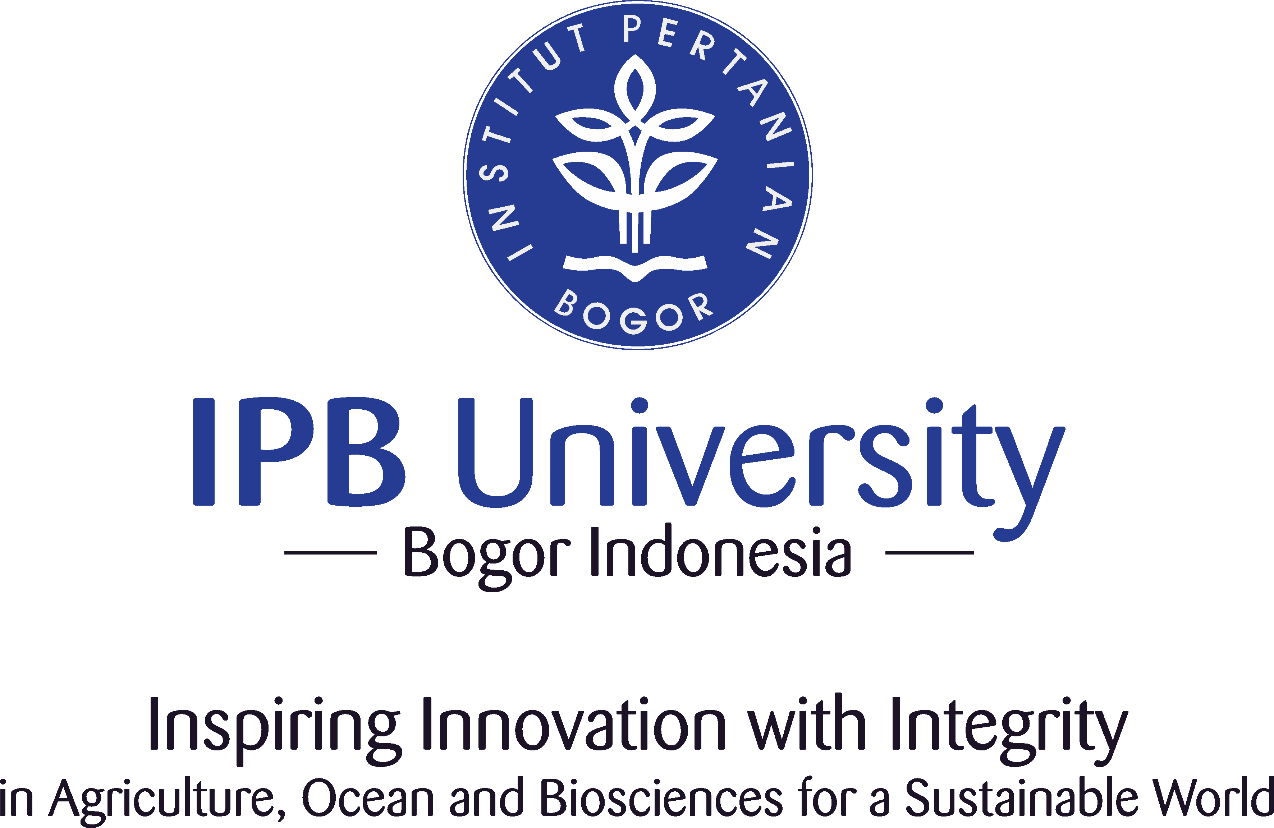 INSTITUT PERTANIAN
BOGOR
IPB University
Bogor Indonesia
Inspiring Innovation with Integrity
in Agriculture, Ocean and Biosciences for a Sustainable World